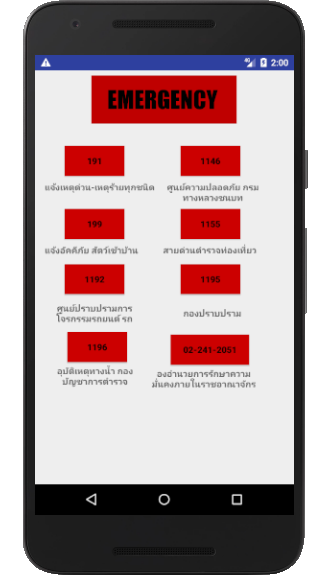 2:00
EMERGENCY
191
1146
แจ้งเหตุด่วน-เหตุร้ายทุกชนิด
ศูนย์ความปลอดภัย กรม
ทางหลวงชนบท
199
1155
แจ้งอัคคีภัย สัตว์เข้าบ้าน
สายด่วนตำรวจท่องเที่ยว
1192
1195
ศูนย์ปราบปรามการ
โจรกรรมรถยนต์ รถ
กองปราบปราม
1196
02-241-2051
อุบัติเหตุทางน้ำ กอง
บัญชาการตำรวจ
องอำนวยการรักษาความ
มั่นคงภายในราชอาณาจักร